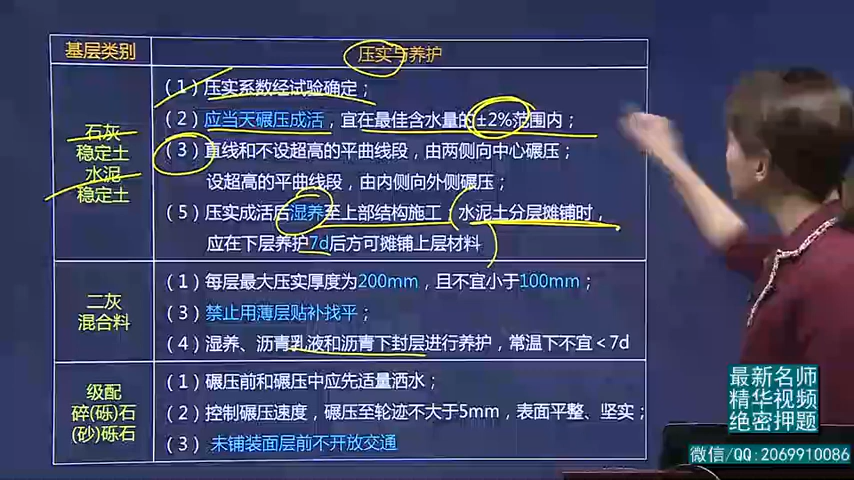 基层类别
压实与养护
石灰
稳定土
水泥
稳定土
（1）压实系数经试验确定；
（2）应当天碾压成活，宜在最佳含水量的±2%范围内；
（3）直线和不设超高的平曲线段，由两侧向中心碾压；
设超高的平曲线段，由内侧向外侧碾压；
（5）压实成活后湿养至上部结构施工，水泥土分层摊铺时，
应在下层养护7d后方可摊铺上层材料
二灰
混合料
（1）每层最大压实厚度为200mm，且不宜小于100mm；
（3）禁止用薄层贴补找平；
（4）湿养、沥青乳液和沥青下封层进行养护，常温下不宜＜7d
级配
碎(砾)石
(砂)砾石
（1）碾压前和碾压中应先适量洒水；
（2）控制碾压速度，碾压至轮迹不大于5mm，表面平整、坚实；
（3）未铺装面层前不开放交通
最新名师
精华视频
绝密押题
微信/QQ:2069910086